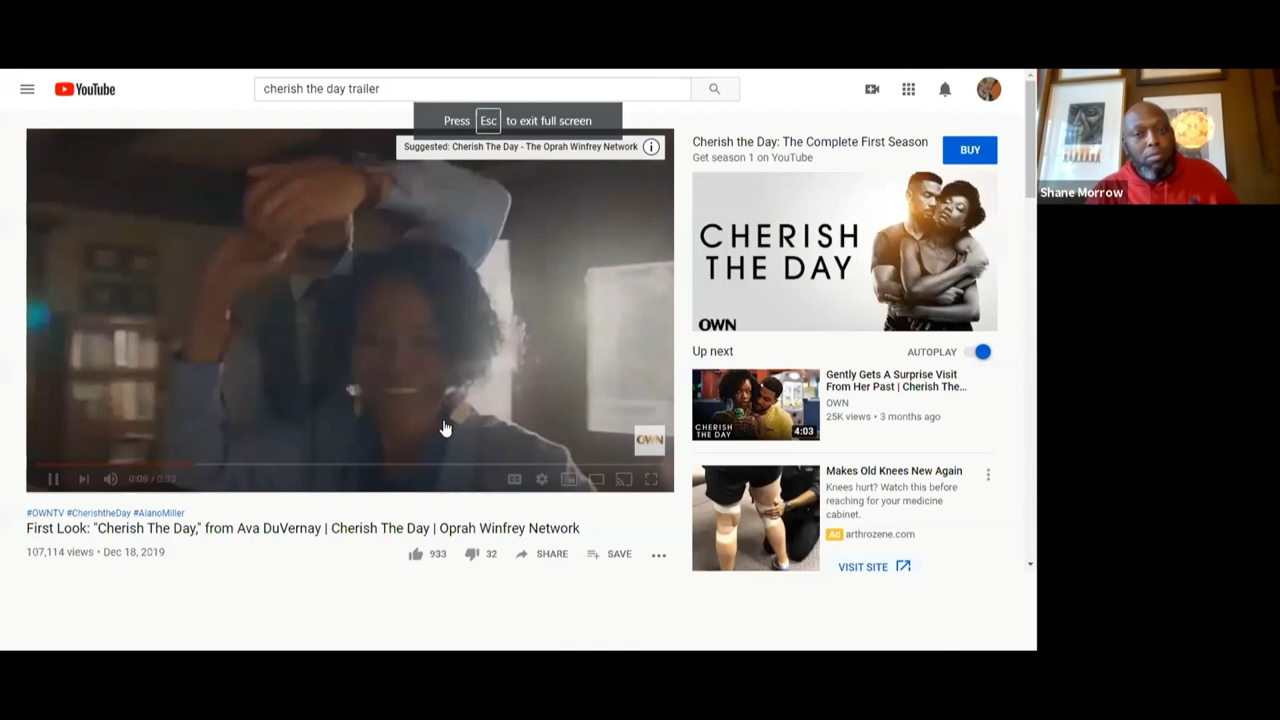 YouTube
cherish the day trailer
Press Esc to exit full screen
Suggested: Cherish The Day - The Oprah Winfrey Network
OWN
0:08 / 0:33
#OWNTV #CherishtheDay #AlanoMiller
First Look: "Cherish The Day," from Ava DuVernay | Cherish The Day | Oprah Winfrey Network
107,114 views • Dec 18, 2019
933
32
SHARE
SAVE
Cherish the Day: The Complete First Season
Get season 1 on YouTube
BUY
CHERISH
THE DAY
OWN
Up next
AUTOPLAY
CHERISH
THE DAY
4:03
Gently Gets A Surprise Visit
From Her Past | Cherish The...
OWN
25K views • 3 months ago
Makes Old Knees New Again
Knees hurt? Watch this before
reaching for your medicine
cabinet.
Ad arthrozene.com
VISIT SITE
Shane Morrow